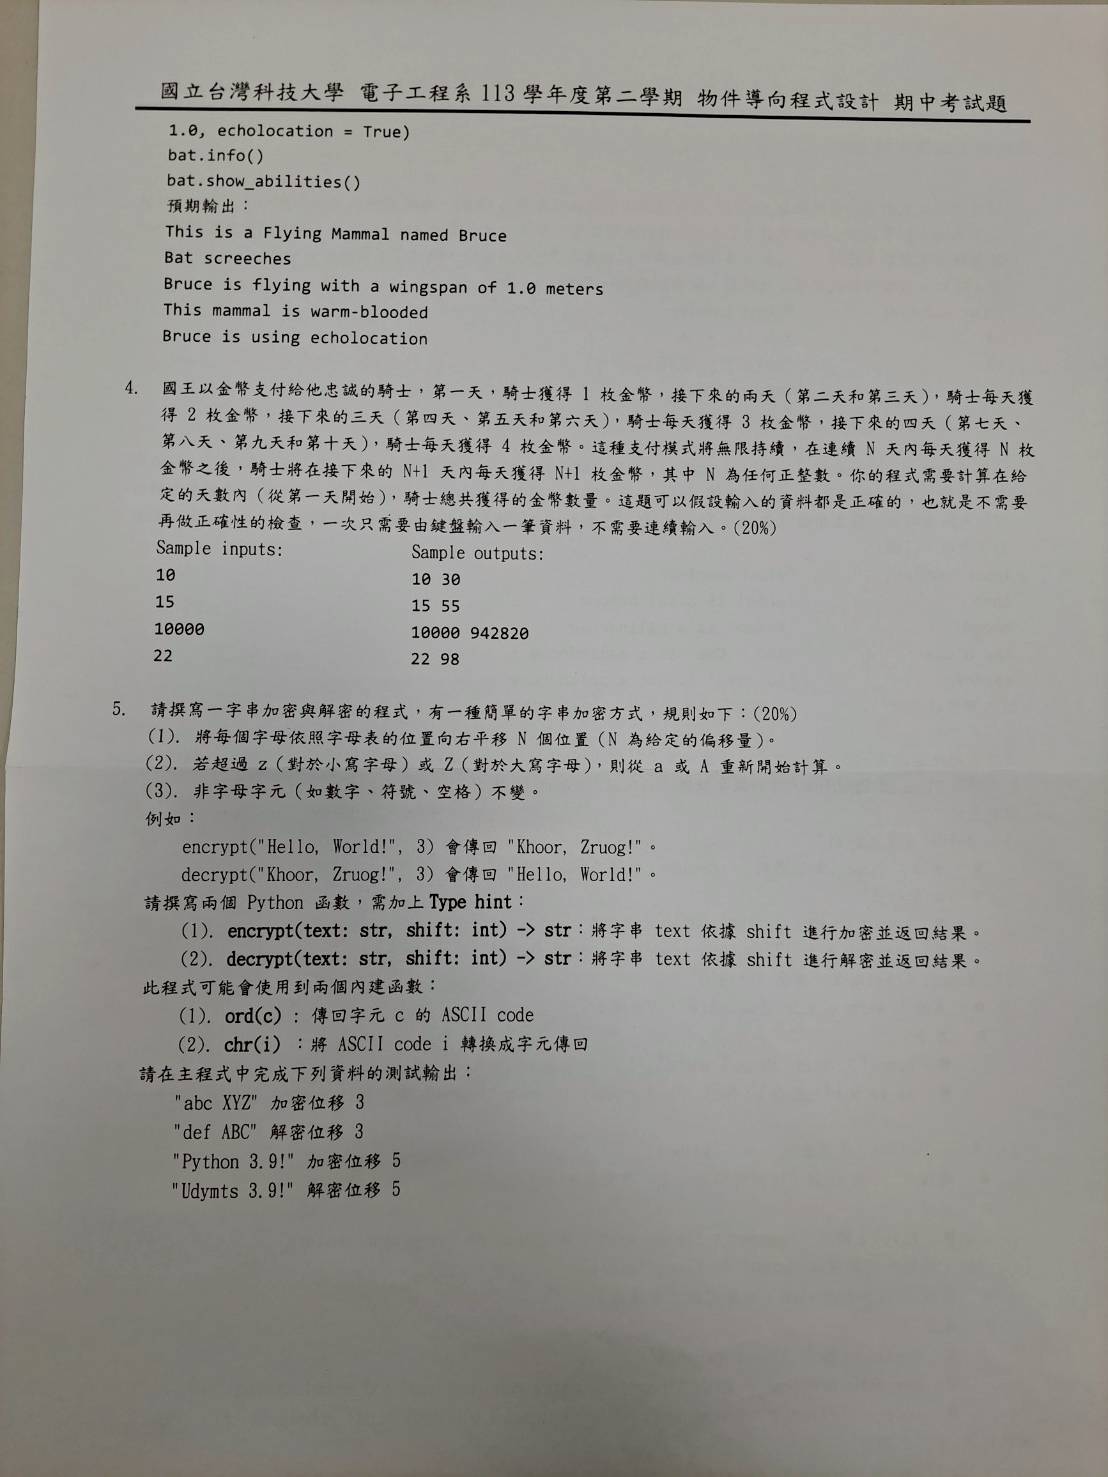 國立台灣科技大學 電子工程系 113 學年度第二學期 物件導向程式設計 期中考試題
1.0, echolocation = True)
bat.info()
bat.show_abilities()
預期輸出：
This is a Flying Mammal named Bruce
Bat screeches
Bruce is flying with a wingspan of 1.0 meters
This mammal is warm-blooded
Bruce is using echolocation
4. 國王以金幣支付給他忠誠的騎士，第一天，騎士獲得 1 枚金幣，接下來的兩天（第二天和第三天），騎士每天獲
得 2 枚金幣，接下來的三天（第四天、第五天和第六天），騎士每天獲得 3 枚金幣，接下來的四天（第七天、
第八天、第九天和第十天），騎士每天獲得 4 枚金幣。這種支付模式將無限持續，在連續 N 天內每天獲得 N 枚
金幣之後，騎士將在接下來的 N+1 天內每天獲得 N+1 枚金幣，其中 N 為任何正整數。你的程式需要計算在給
定的天數內（從第一天開始），騎士總共獲得的金幣數量。這題可以假設輸入的資料都是正確的，也就是不需要
再做正確性的檢查，一次只需要由鍵盤輸入一筆資料，不需要連續輸入。(20%)
Sample inputs: Sample outputs:
10 10 30
15 15 55
10000 10000 942820
22 22 98
5. 請撰寫一字串加密與解密的程式，有一種簡單的字串加密方式，規則如下：(20%)
(1). 將每個字母依照字母表的位置向右平移 N 個位置（N 為給定的偏移量）。
(2). 若超過 z（對於小寫字母）或 Z（對於大寫字母），則從 a 或 A 重新開始計算。
(3). 非字母字元（如數字、符號、空格）不變。
例如：
encrypt("Hello, World!", 3) 會傳回 "Khoor, Zruog!"。
decrypt("Khoor, Zruog!", 3) 會傳回 "Hello, World!"。
請撰寫兩個 Python 函數，需加上 Type hint：
(1). encrypt(text: str, shift: int) -> str：將字串 text 依據 shift 進行加密並返回結果。
(2). decrypt(text: str, shift: int) -> str：將字串 text 依據 shift 進行解密並返回結果。
此程式可能會使用到兩個內建函數：
(1). ord(c) : 傳回字元 c 的 ASCII code
(2). chr(i) ：將 ASCII code i 轉換成字元傳回
請在主程式中完成下列資料的測試輸出：
"abc XYZ" 加密位移 3
"def ABC" 解密位移 3
"Python 3.9!" 加密位移 5
"Udymts 3.9!" 解密位移 5